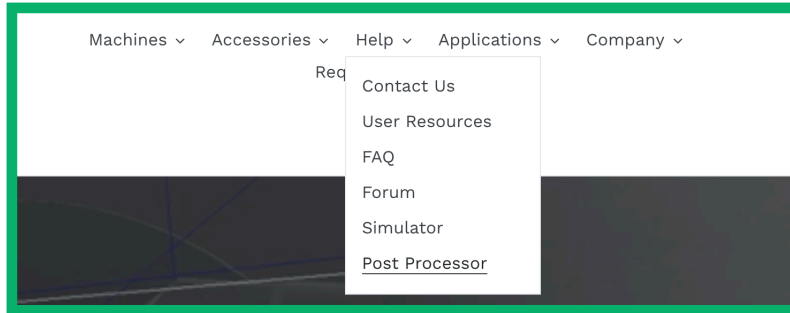 Machines Accessories Help Applications Company
Req
Contact Us
User Resources
FAQ
Forum
Simulator
Post Processor